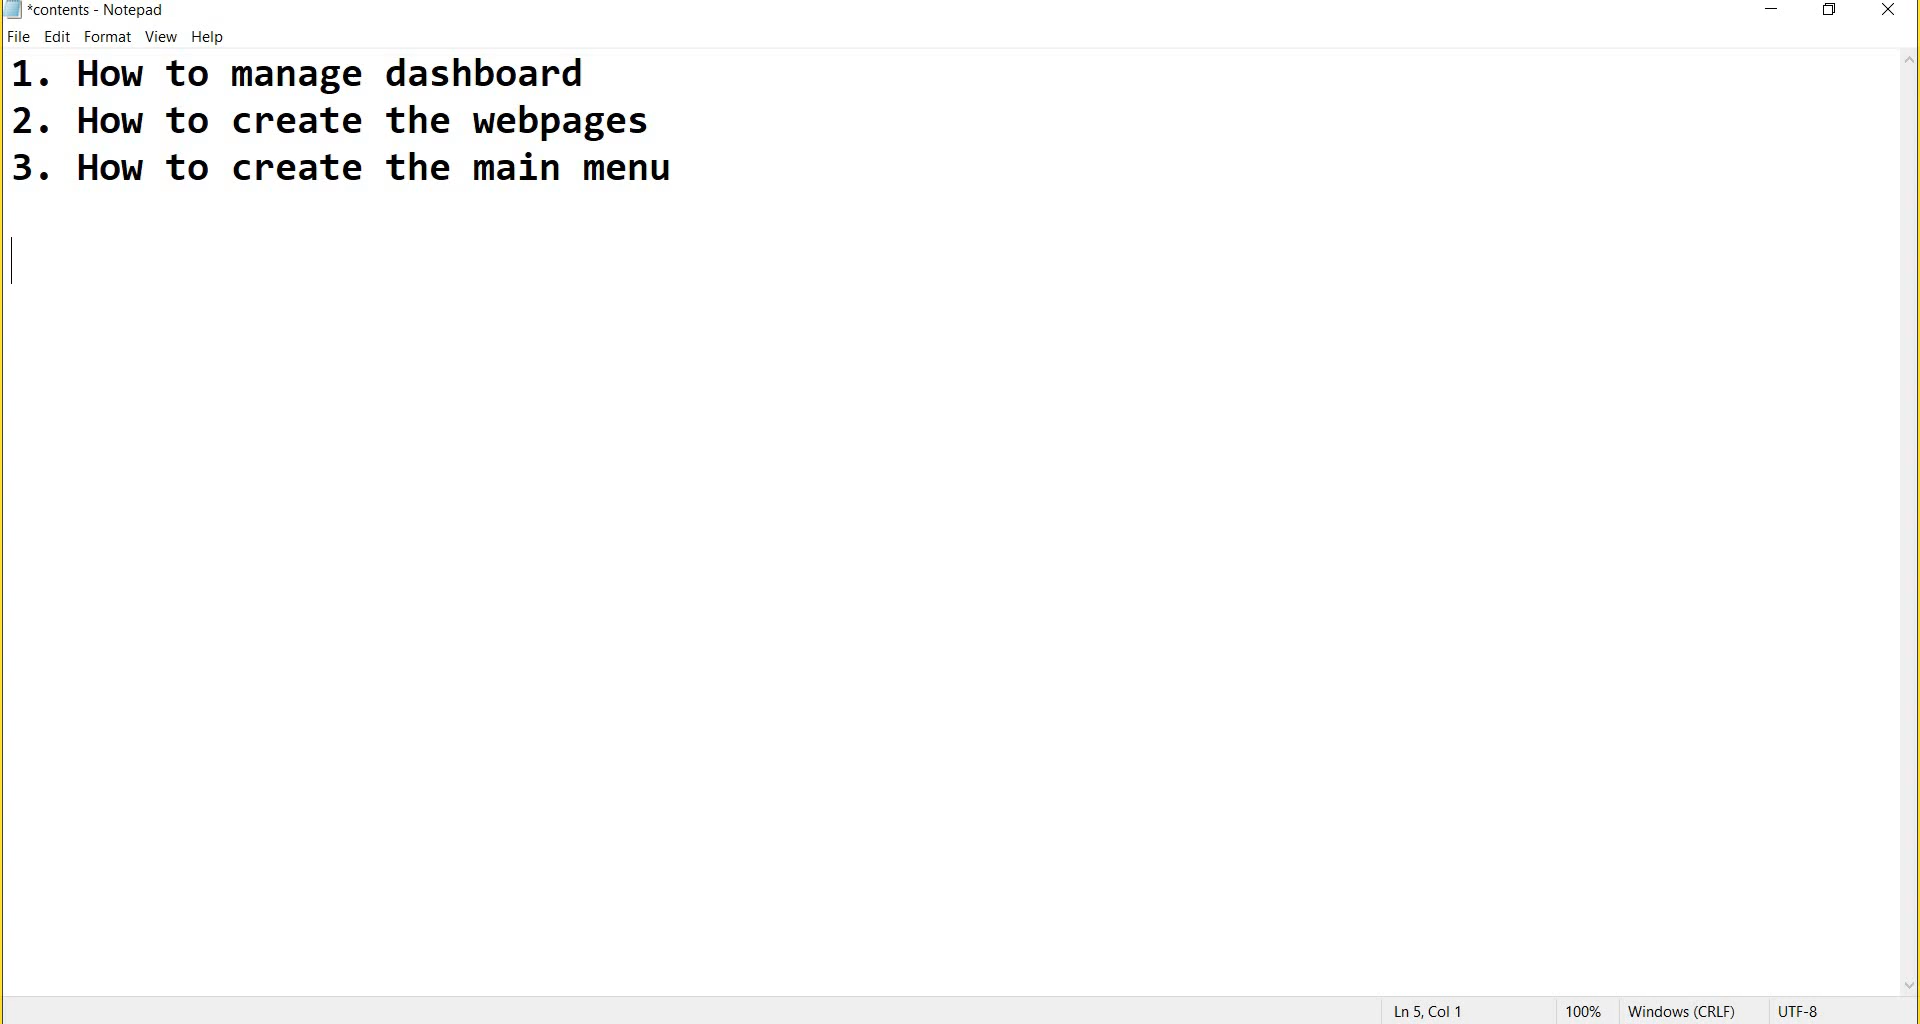 *contents - Notepad
File Edit Format View Help
1. How to manage dashboard
2. How to create the webpages
3. How to create the main menu
Ln 5, Col 1 100% Windows (CRLF) UTF-8